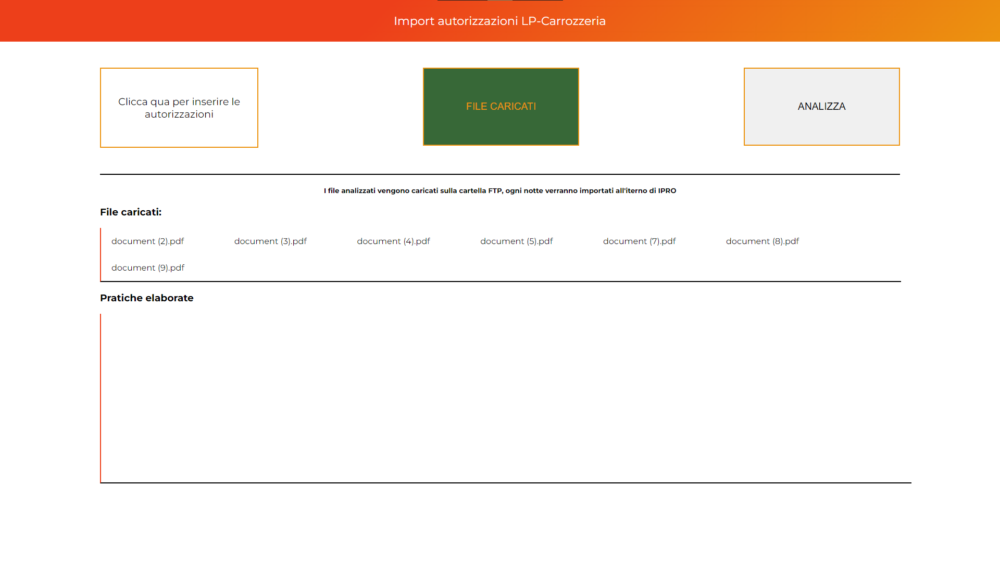 Import autorizzazioni LP-Carrozzeria
Clicca qua per inserire le
autorizzazioni
FILE CARICATI
ANALIZZA
I file analizzati vengono caricati sulla cartella FTP, ogni notte verranno importati all'iterno di IPRO
File caricati:
document (2).pdf document (3).pdf document (4).pdf document (5).pdf document (7).pdf document (8).pdf
document (9).pdf
Pratiche elaborate